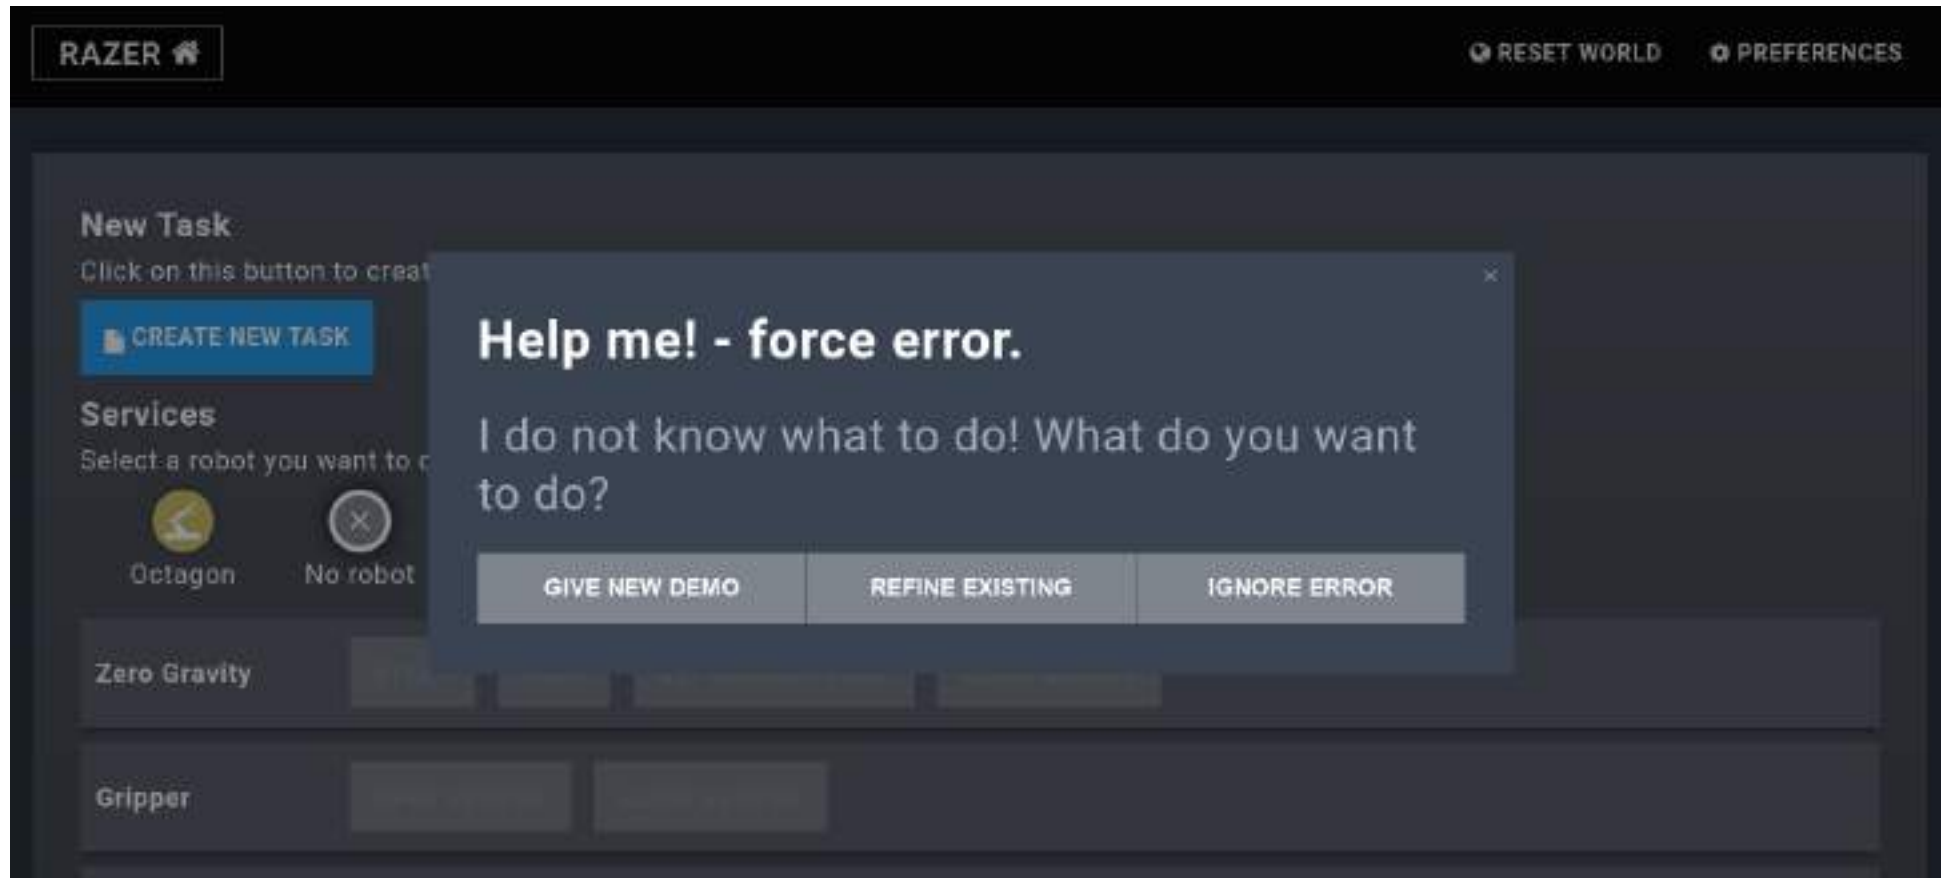 RAZER
RESET WORLD
PREFERENCES
New Task
Click on this button to creat
CREATE NEW TASK
Services
Select a robot you want to
Octagon
No robot
Help me! - force error.
I do not know what to do! What do you want
to do?
GIVE NEW DEMO
REFINE EXISTING
IGNORE ERROR
Zero Gravity
Gripper